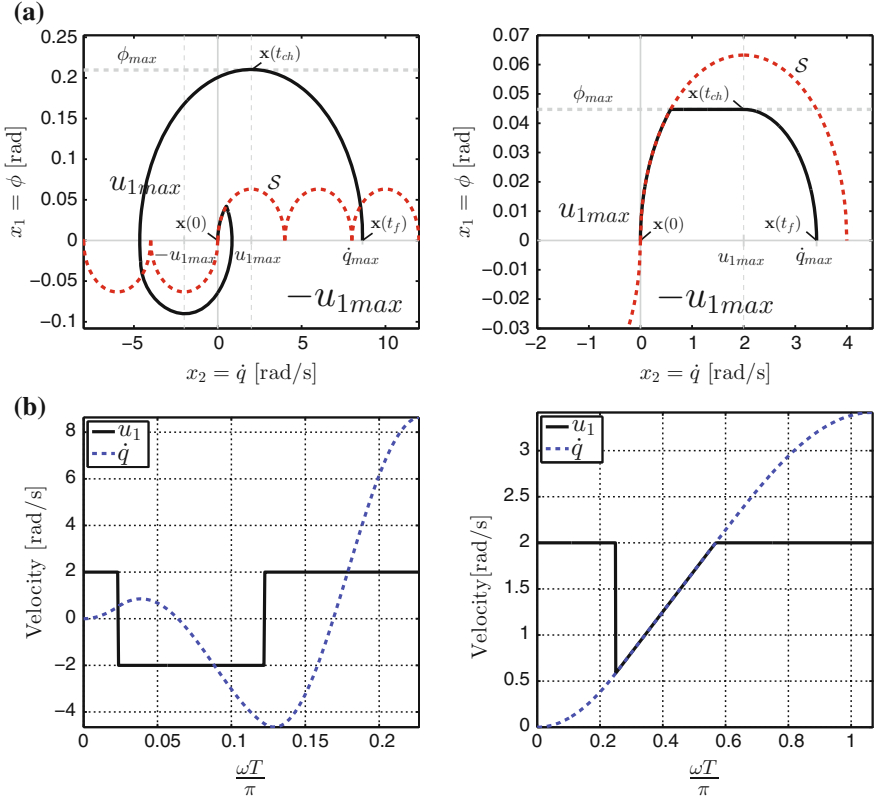 (a)
0.25
0.2
0.15
0.1
0.05
0
−0.05
−0.1
x₁ = ϕ [rad]
ϕmax
x(tch)
u1max
S
x(0)
x(tf)
−u1max
u1max
q̇max
−u1max
−5
0
5
10
x₂ = q̇ [rad/s]
0.07
0.06
0.05
0.04
0.03
0.02
0.01
0
−0.01
−0.02
−0.03
x₁ = ϕ [rad]
S
ϕmax
x(tch)
u1max
x(0)
x(tf)
u1max
q̇max
−u1max
−2
−1
0
1
2
3
4
x₂ = q̇ [rad/s]
(b)
8
6
4
2
0
−2
−4
Velocity [rad/s]
u₁
q̇
0
0.05
0.1
0.15
0.2
ωT
π
3
2.5
2
1.5
1
0.5
0
Velocity[rad/s]
u₁
q̇
0
0.2
0.4
0.6
0.8
1
ωT
π